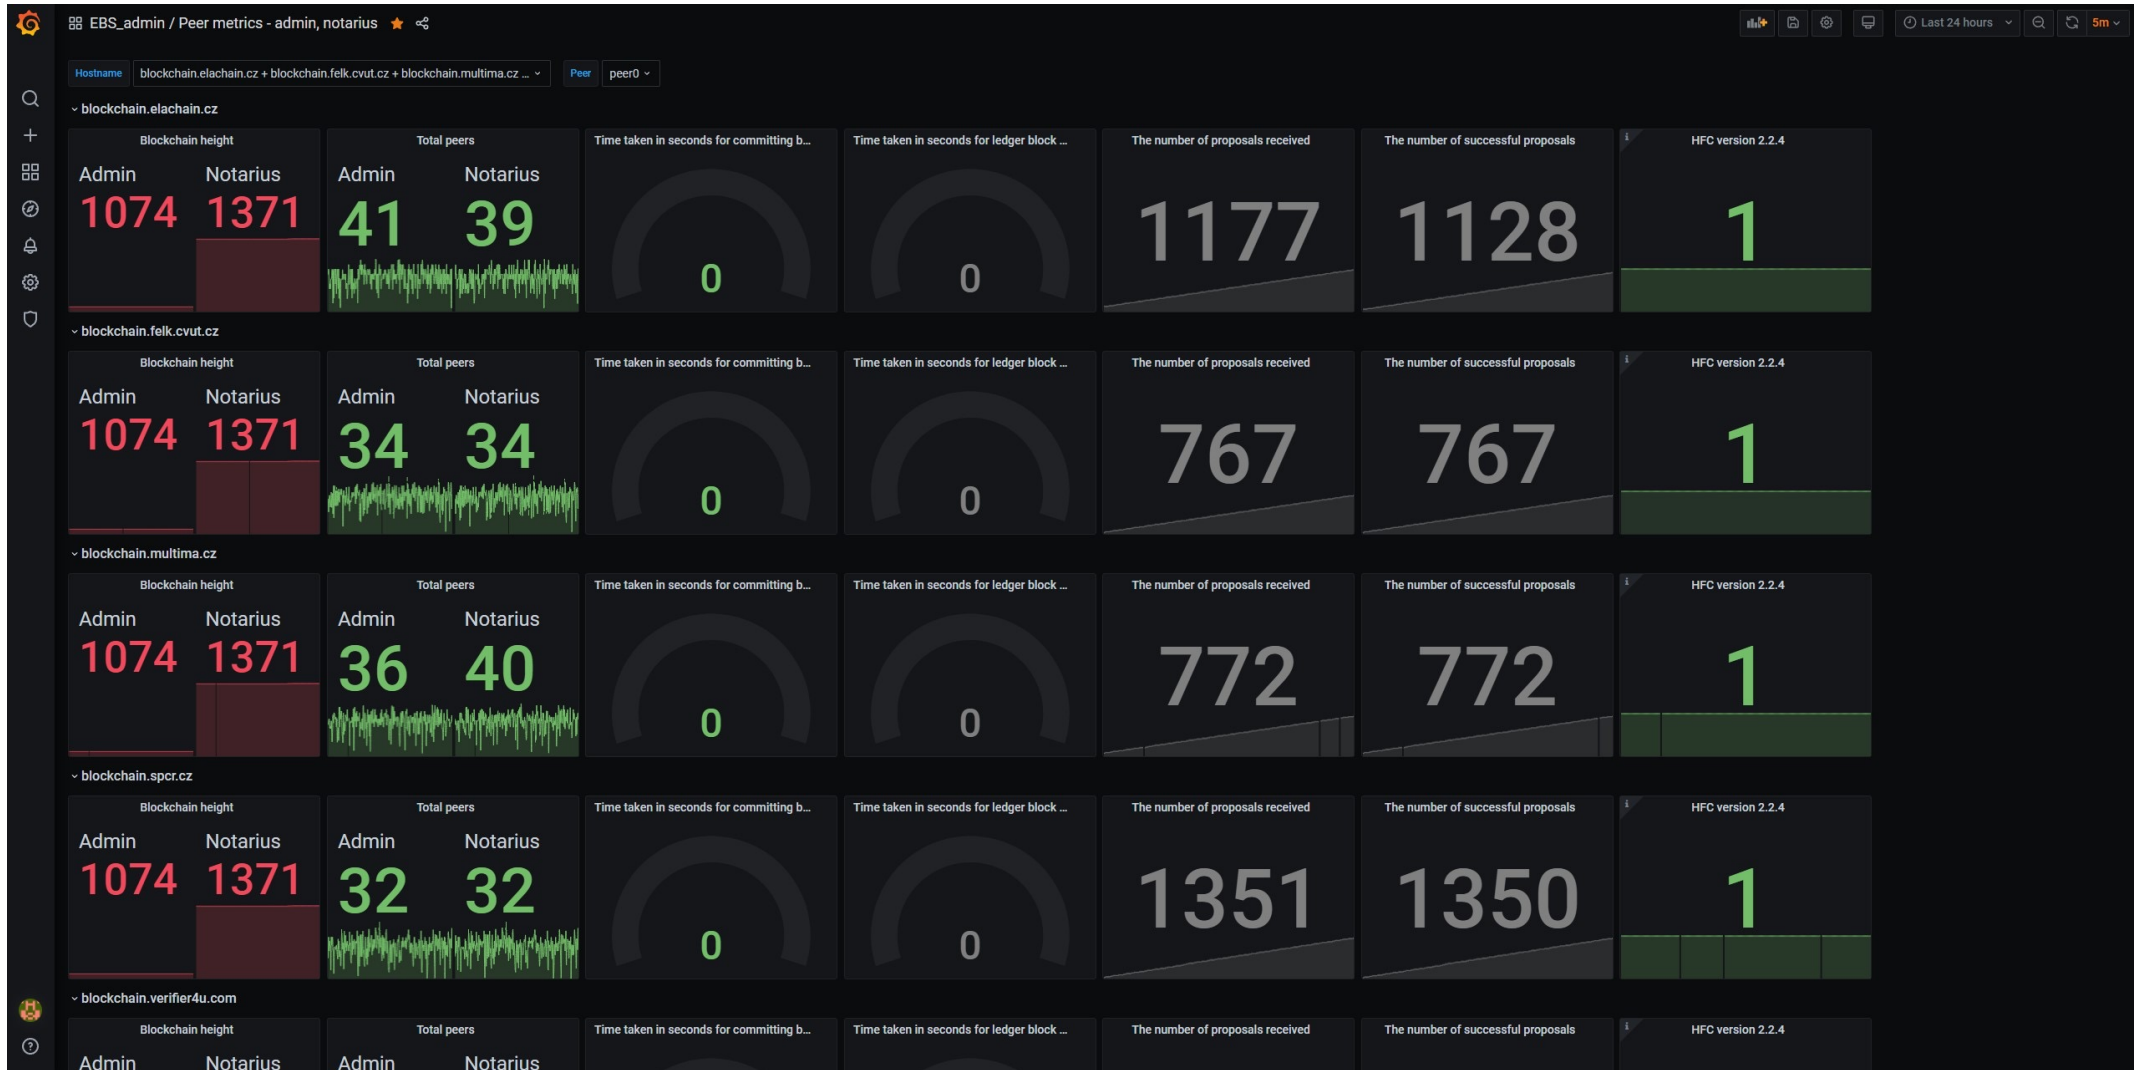 EBS_admin / Peer metrics - admin, notarius
Last 24 hours
5m
Hostname
blockchain.elachain.cz + blockchain.felk.cvut.cz + blockchain.multima.cz ...
Peer
peer0
blockchain.elachain.cz
Blockchain height
Total peers
Time taken in seconds for committing b...
Time taken in seconds for ledger block ...
The number of proposals received
The number of successful proposals
HFC version 2.2.4
Admin Notarius Admin Notarius
1074 1371 41 39 0 0 1177 1128 1
blockchain.felk.cvut.cz
Blockchain height
Total peers
Time taken in seconds for committing b...
Time taken in seconds for ledger block ...
The number of proposals received
The number of successful proposals
HFC version 2.2.4
Admin Notarius Admin Notarius
1074 1371 34 34 0 0 767 767 1
blockchain.multima.cz
Blockchain height
Total peers
Time taken in seconds for committing b...
Time taken in seconds for ledger block ...
The number of proposals received
The number of successful proposals
HFC version 2.2.4
Admin Notarius Admin Notarius
1074 1371 36 40 0 0 772 772 1
blockchain.spcr.cz
Blockchain height
Total peers
Time taken in seconds for committing b...
Time taken in seconds for ledger block ...
The number of proposals received
The number of successful proposals
HFC version 2.2.4
Admin Notarius Admin Notarius
1074 1371 32 32 0 0 1351 1350 1
blockchain.verifier4u.com
Blockchain height
Total peers
Time taken in seconds for committing b...
Time taken in seconds for ledger block ...
The number of proposals received
The number of successful proposals
HFC version 2.2.4
Admin Notarius Admin Notarius